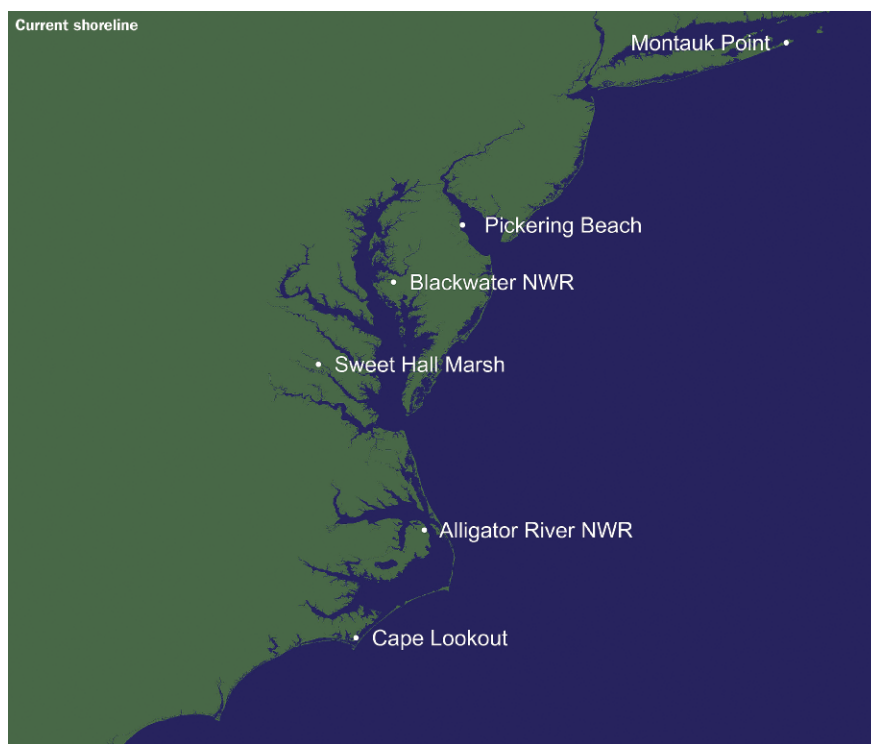 Current shoreline
Montauk Point
Pickering Beach
Blackwater NWR
Sweet Hall Marsh
Alligator River NWR
Cape Lookout